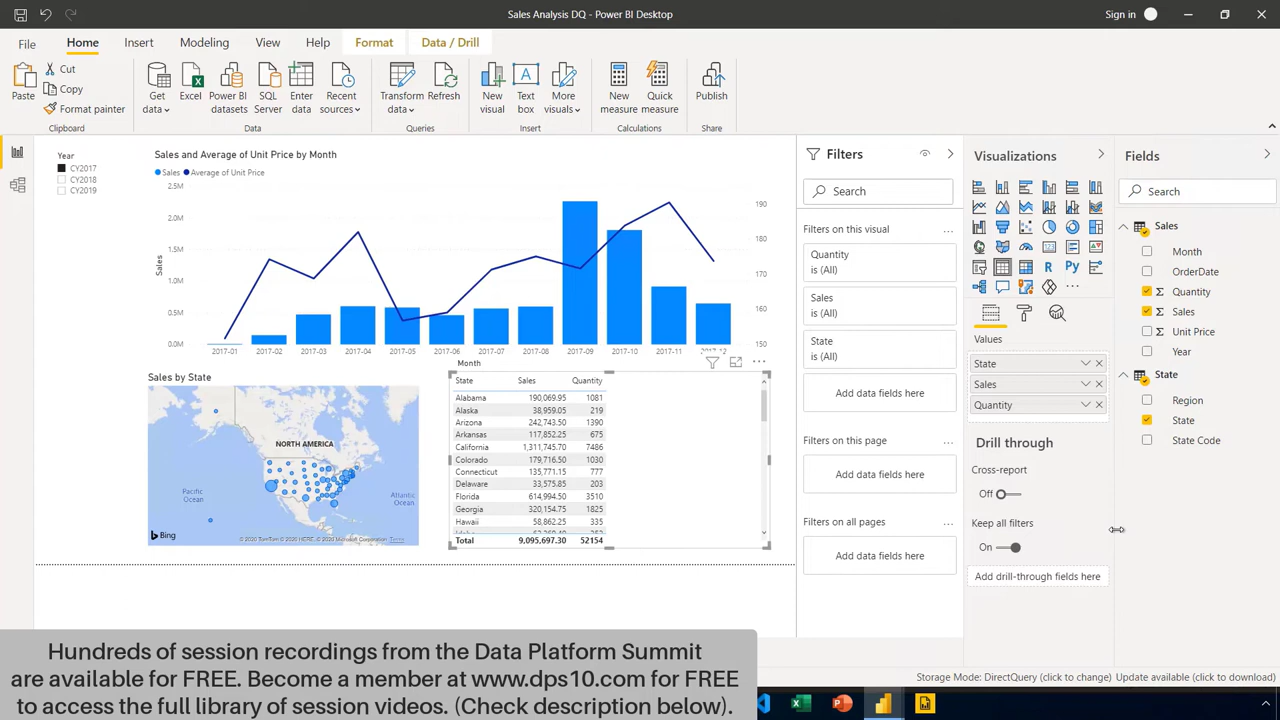 Sales Analysis DQ - Power BI Desktop
Sign in
File Home Insert Modeling View Help Format Data / Drill
Paste
Cut
Copy
Format painter
Clipboard
Get data
Excel
Power BI datasets
SQL Server
Enter data
Recent sources
Data
Transform data
Refresh
Queries
New visual
Text box
More visuals
Insert
New measure
Quick measure
Calculations
Publish
Share
Year
CY2017
CY2018
CY2019
Sales and Average of Unit Price by Month
Sales Average of Unit Price
2.5M
2.0M
1.5M
1.0M
0.5M
0.0M
Sales
190
180
170
160
150
2017-01 2017-02 2017-03 2017-04 2017-05 2017-06 2017-07 2017-08 2017-09 2017-10 2017-11 2017-12
Month
Sales by State
NORTH AMERICA
Pacific Ocean
Atlantic Ocean
Bing
© 2020 TomTom © 2020 HERE, © 2020 Microsoft Corporation Terms
State Sales Quantity
Alabama 190,069.95 1081
Alaska 38,959.05 219
Arizona 242,743.50 1390
Arkansas 117,852.25 675
California 1,311,745.70 7486
Colorado 179,716.50 1030
Connecticut 135,771.15 777
Delaware 33,575.85 203
Florida 614,994.50 3510
Georgia 320,154.75 1825
Hawaii 58,862.25 335
Total 9,095,697.30 52154
Filters
Search
Filters on this visual
Quantity
is (All)
Sales
is (All)
State
is (All)
Add data fields here
Filters on this page
Add data fields here
Filters on all pages
Add data fields here
Visualizations
R Py
Values
State
Sales
Quantity
Drill through
Cross-report
Off
Keep all filters
On
Add drill-through fields here
Fields
Search
Sales
Month
OrderDate
Quantity
Sales
Unit Price
Year
State
Region
State
State Code
Storage Mode: DirectQuery (click to change) Update available (click to download)
Hundreds of session recordings from the Data Platform Summit
are available for FREE. Become a member at www.dps10.com for FREE
to access the full library of session videos. (Check description below).